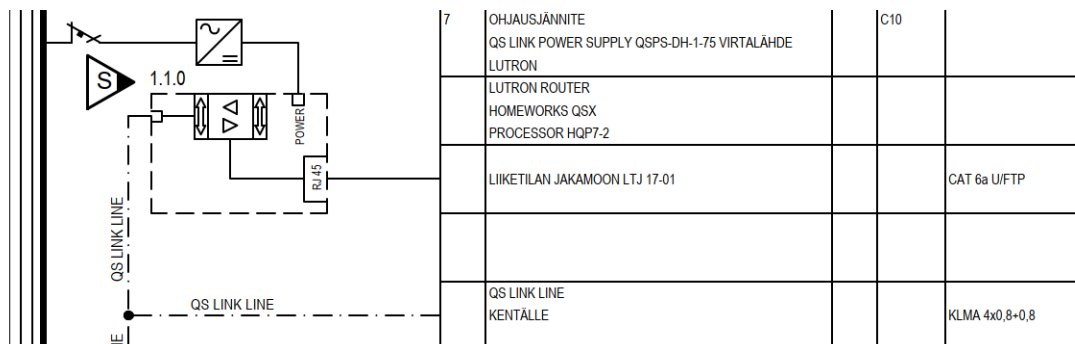 7 OHJAUSJÄNNITE C10
QS LINK POWER SUPPLY QSPS-DH-1-75 VIRTALÄHDE
LUTRON
S 1.1.0
LUTRON ROUTER
HOMEWORKS QSX
PROCESSOR HQP7-2
POWER
RJ 45
LIIKETILAN JAKAMOON LTJ 17-01 CAT 6a U/FTP
QS LINK LINE
QS LINK LINE
QS LINK LINE
KENTÄLLE KLMA 4x0,8+0,8
NE